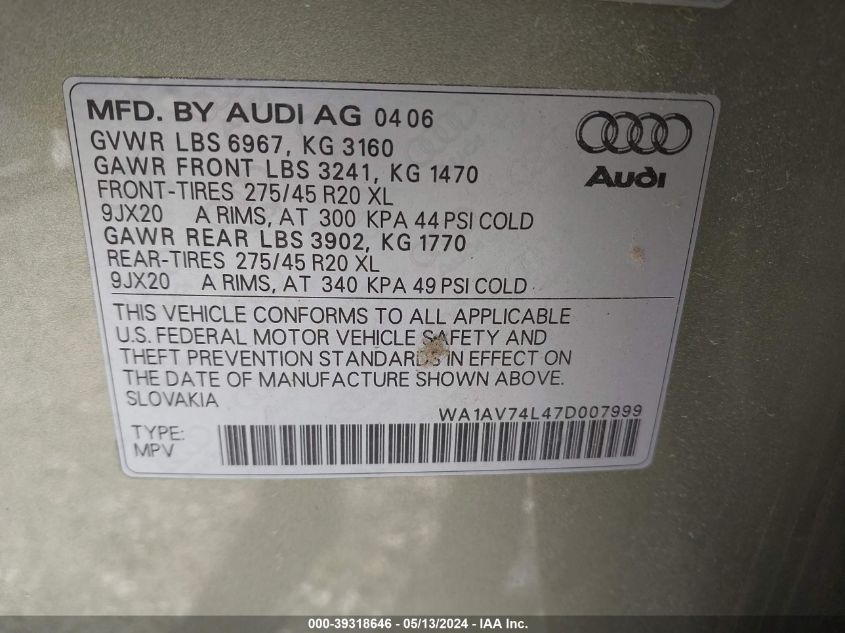 MFD. BY AUDI AG 04 06
GVWR LBS 6967, KG 3160
GAWR FRONT LBS 3241, KG 1470
FRONT-TIRES 275/45 R20 XL
9JX20 A RIMS, AT 300 KPA 44 PSI COLD
GAWR REAR LBS 3902, KG 1770
REAR-TIRES 275/45 R20 XL
9JX20 A RIMS, AT 340 KPA 49 PSI COLD
Audi
THIS VEHICLE CONFORMS TO ALL APPLICABLE
U.S. FEDERAL MOTOR VEHICLE SAFETY AND
THEFT PREVENTION STANDARDS IN EFFECT ON
THE DATE OF MANUFACTURE SHOWN ABOVE.
SLOVAKIA
WA1AV74L47D007999
TYPE:
MPV
000-39318646 - 05/13/2024 - IAA Inc.